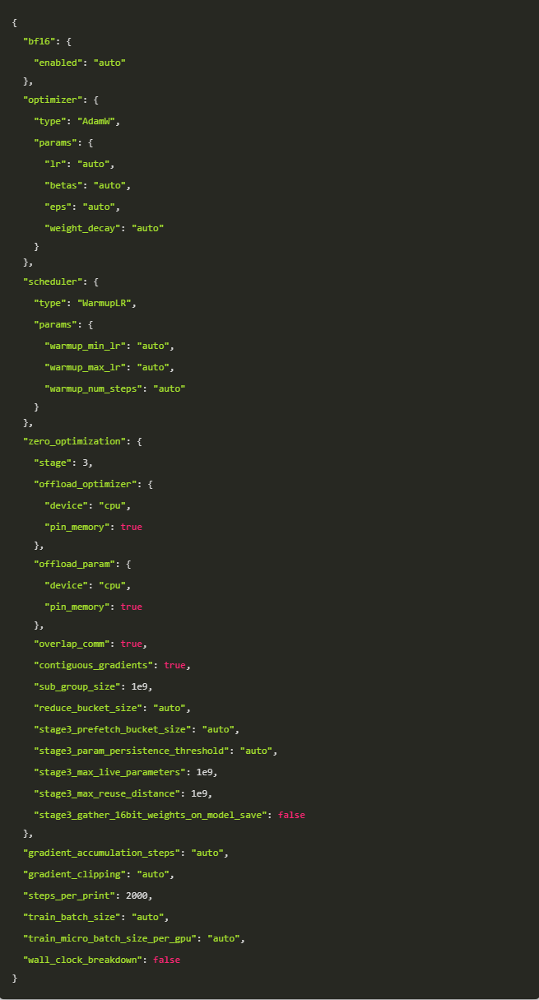 {
  "bf16": {
    "enabled": "auto"
  },
  "optimizer": {
    "type": "AdamW",
    "params": {
      "lr": "auto",
      "betas": "auto",
      "eps": "auto",
      "weight_decay": "auto"
    }
  },
  "scheduler": {
    "type": "WarmupLR",
    "params": {
      "warmup_min_lr": "auto",
      "warmup_max_lr": "auto",
      "warmup_num_steps": "auto"
    }
  },
  "zero_optimization": {
    "stage": 3,
    "offload_optimizer": {
      "device": "cpu",
      "pin_memory": true
    },
    "offload_param": {
      "device": "cpu",
      "pin_memory": true
    },
    "overlap_comm": true,
    "contiguous_gradients": true,
    "sub_group_size": 1e9,
    "reduce_bucket_size": "auto",
    "stage3_prefetch_bucket_size": "auto",
    "stage3_param_persistence_threshold": "auto",
    "stage3_max_live_parameters": 1e9,
    "stage3_max_reuse_distance": 1e9,
    "stage3_gather_16bit_weights_on_model_save": false
  },
  "gradient_accumulation_steps": "auto",
  "gradient_clipping": "auto",
  "steps_per_print": 2000,
  "train_batch_size": "auto",
  "train_micro_batch_size_per_gpu": "auto",
  "wall_clock_breakdown": false
}